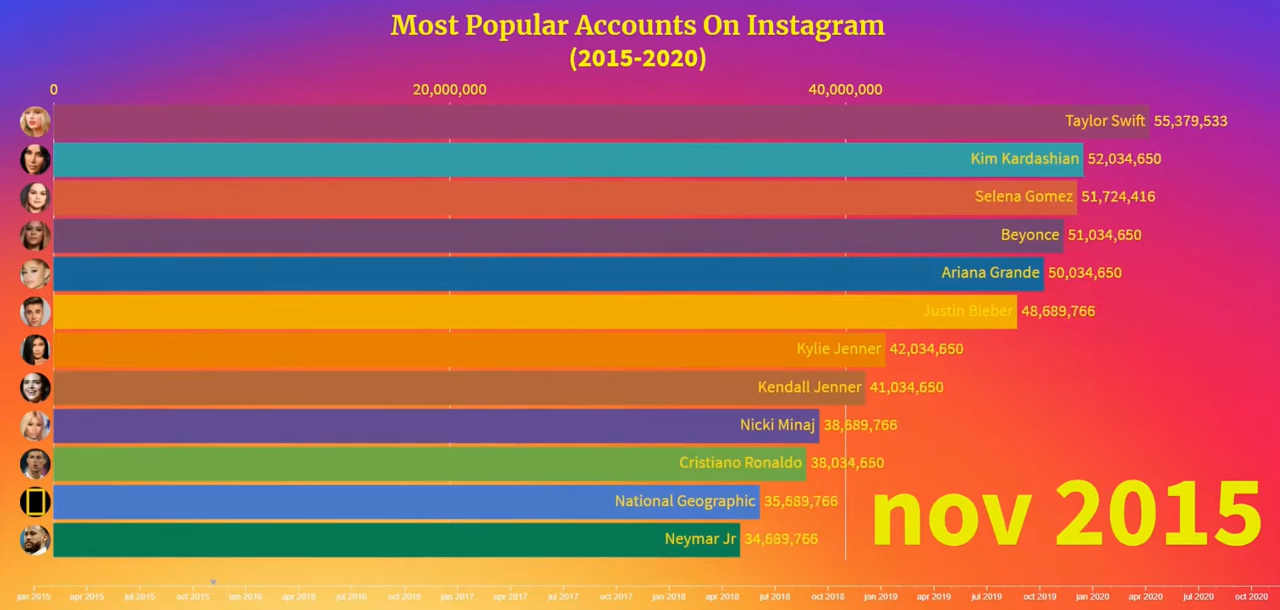 Most Popular Accounts On Instagram
(2015-2020)
0 20,000,000 40,000,000
Taylor Swift 55,379,533
Kim Kardashian 52,034,650
Selena Gomez 51,724,416
Beyonce 51,034,650
Ariana Grande 50,034,650
Justin Bieber 48,689,766
Kylie Jenner 42,034,650
Kendall Jenner 41,034,650
Nicki Minaj 38,689,766
Cristiano Ronaldo 38,034,650
National Geographic 35,689,766
Neymar Jr 34,689,766
nov 2015
jan 2015 apr 2015 jul 2015 oct 2015 jan 2016 apr 2016 jul 2016 oct 2016 jan 2017 apr 2017 jul 2017 oct 2017 jan 2018 apr 2018 jul 2018 oct 2018 jan 2019 apr 2019 jul 2019 oct 2019 jan 2020 apr 2020 jul 2020 oct 2020